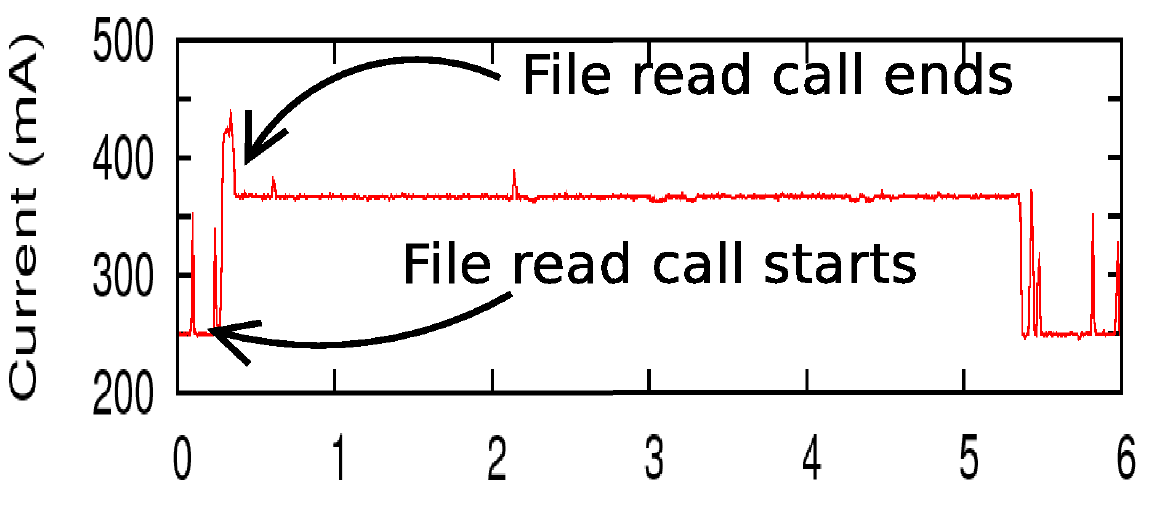 500
400
300
200
Current (mA)
File read call ends
File read call starts
0 1 2 3 4 5 6